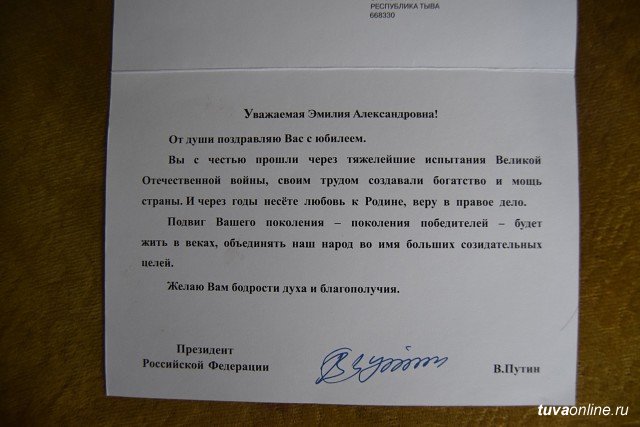 РЕСПУБЛИКА ТЫВА
668330
Уважаемая Эмилия Александровна!
От души поздравляю Вас с юбилеем.
Вы с честью прошли через тяжелейшие испытания Великой
Отечественной войны, своим трудом создавали богатство и мощь
страны. И через годы несёте любовь к Родине, веру в правое дело.
Подвиг Вашего поколения – поколения победителей – будет
жить в веках, объединять наш народ во имя больших созидательных
целей.
Желаю Вам бодрости духа и благополучия.
Президент
Российской Федерации
В.Путин
tuvaonline.ru